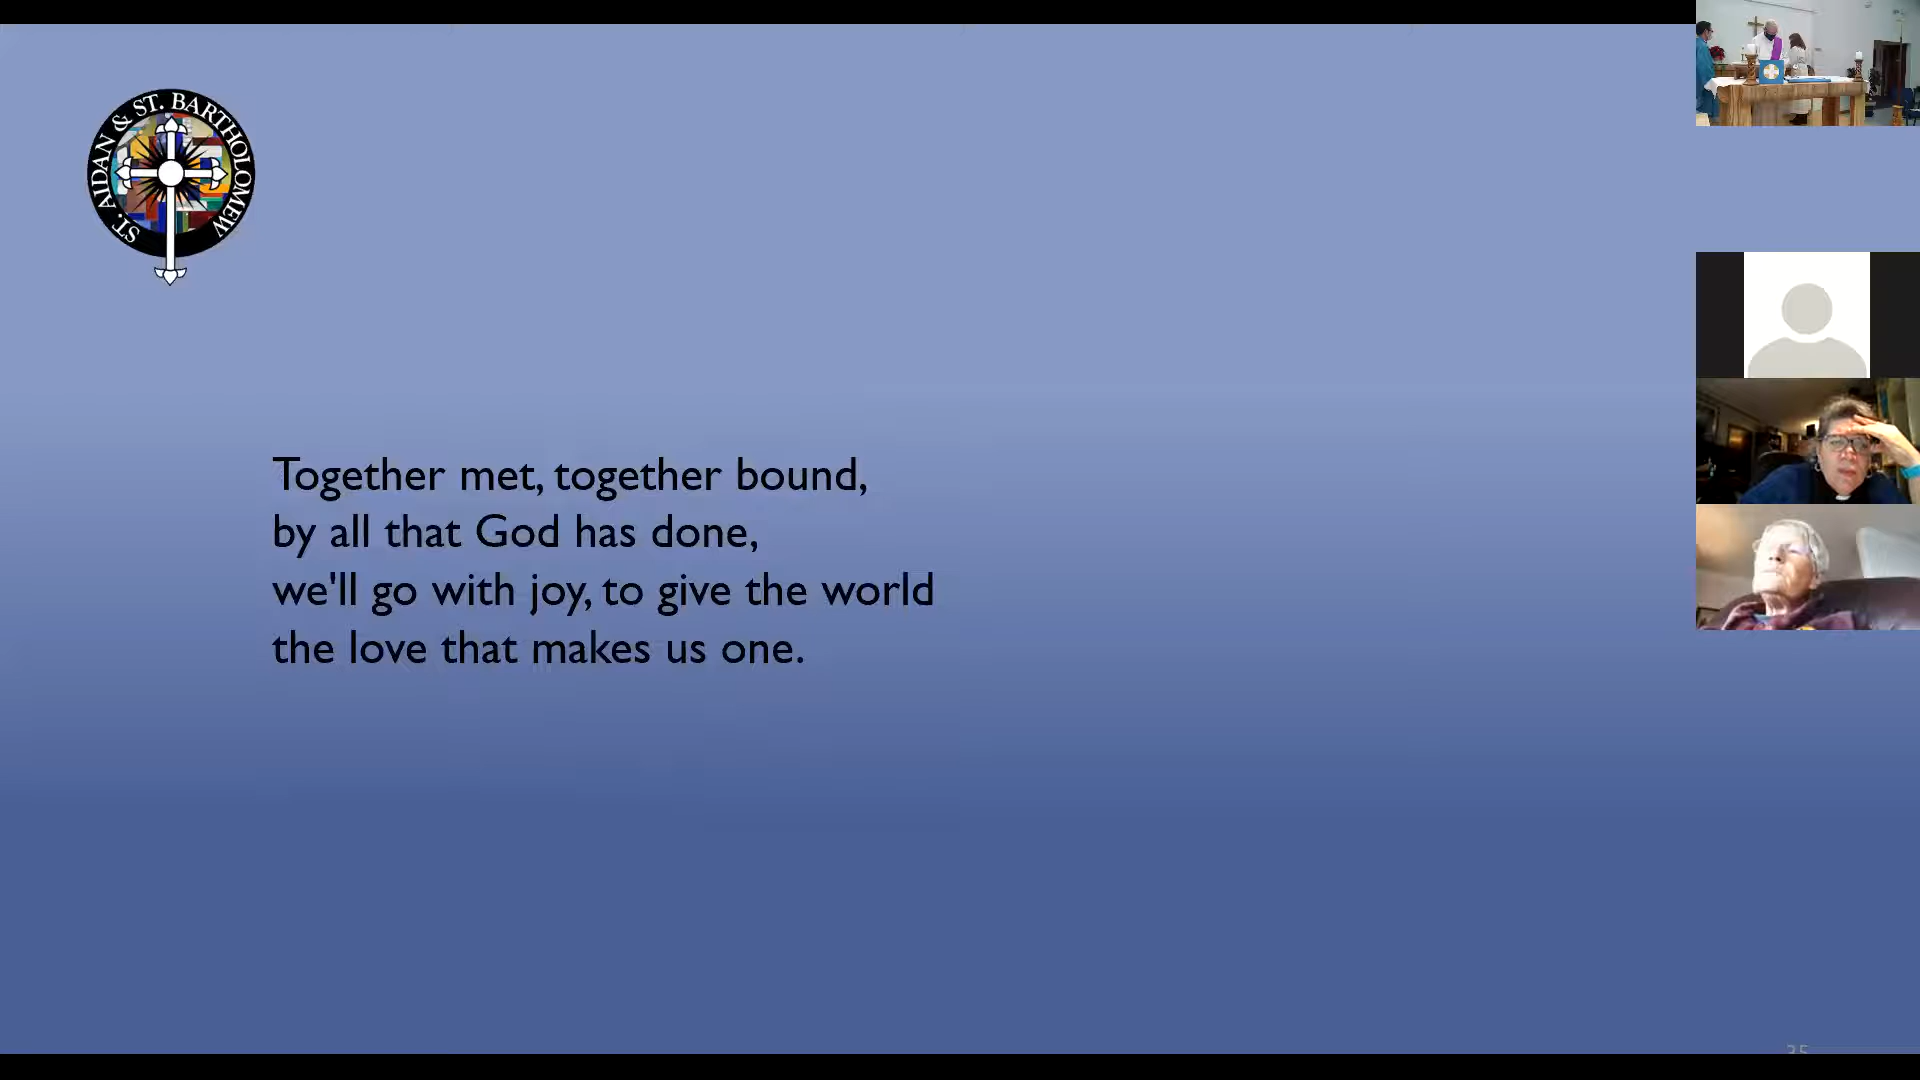 ST. AIDAN & ST. BARTHOLOMEW
Together met, together bound,
by all that God has done,
we'll go with joy, to give the world
the love that makes us one.
35